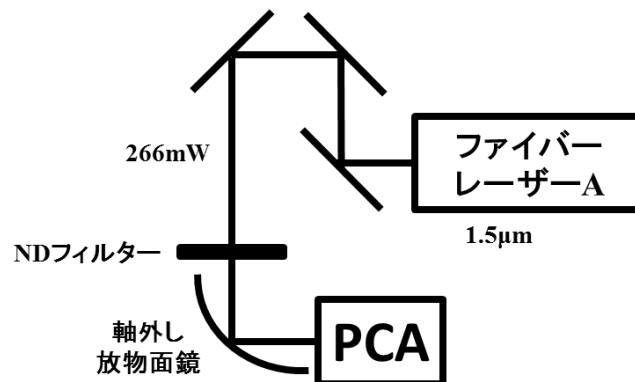 266mW
ファイバー
レーザーA
1.5μm
NDフィルター
軸外し
放物面鏡
PCA